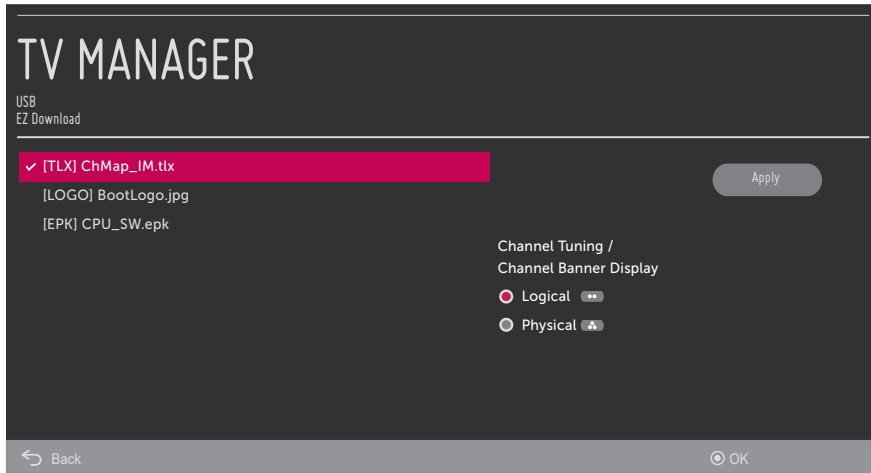 TV MANAGER
USB
EZ Download
[TLX] ChMap_IM.tlx
Apply
[LOGO] BootLogo.jpg
[EPK] CPU_SW.epk
Channel Tuning /
Channel Banner Display
Logical
Physical
Back
OK